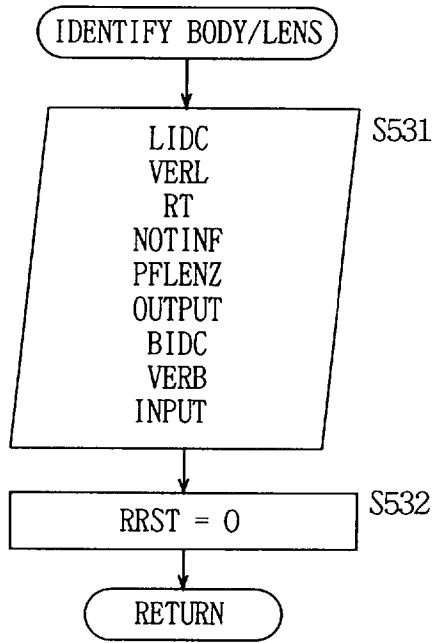 IDENTIFY BODY/LENS
S531
LIDC
VERL
RT
NOTINF
PFLENZ
OUTPUT
BIDC
VERB
INPUT
S532
RRST = 0
RETURN